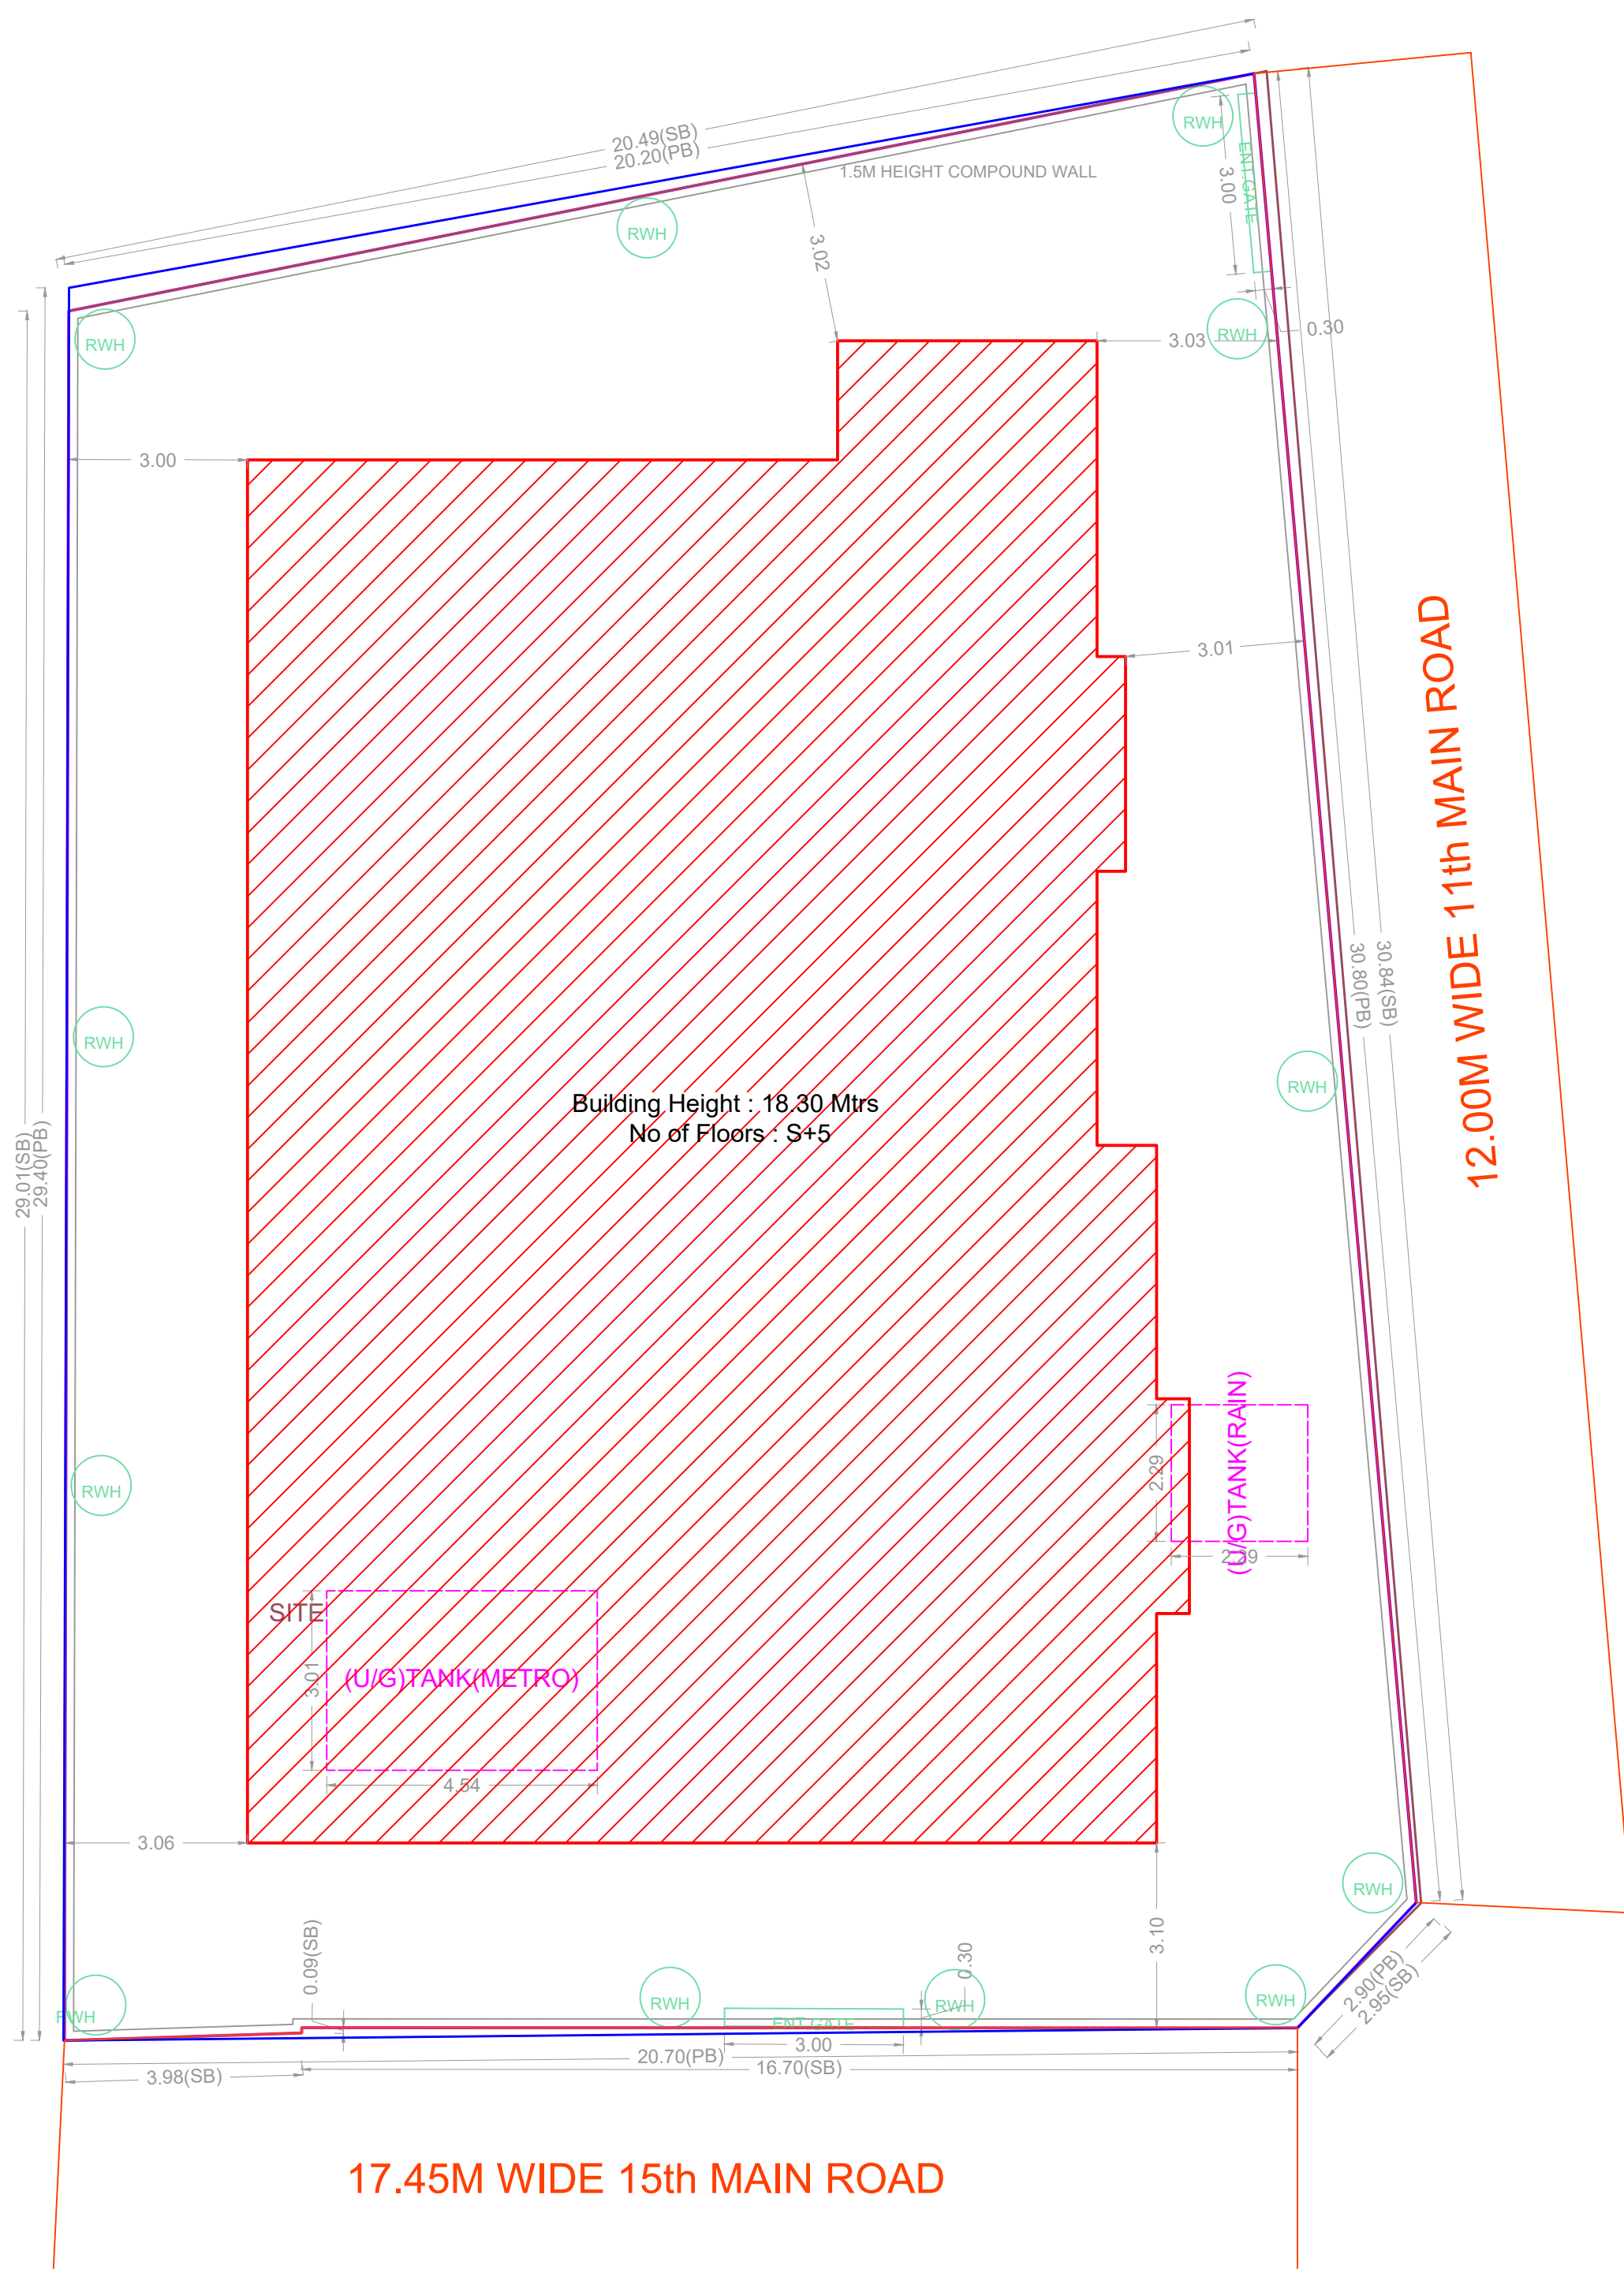 20.49(SB)
20.20(PB)
RWH
1.5M HEIGHT COMPOUND WALL
ENT.GATE
3.00
RWH
3.02
RWH
0.30
RWH
3.03
3.00
3.01
12.00M WIDE 11th MAIN ROAD
30.80(PB)
30.84(SB)
RWH
RWH
Building Height : 18.30 Mtrs
No of Floors : S+5
29.01(SB)
29.40(PB)
(U/G)TANK(RAIN)
2.29
2.29
RWH
SITE
(U/G)TANK(METRO)
3.01
4.54
3.06
RWH
3.10
0.09(SB)
0.30
2.90(PB)
2.95(SB)
RWH
RWH
RWH
RWH
ENT.GATE
3.00
20.70(PB)
16.70(SB)
3.98(SB)
17.45M WIDE 15th MAIN ROAD